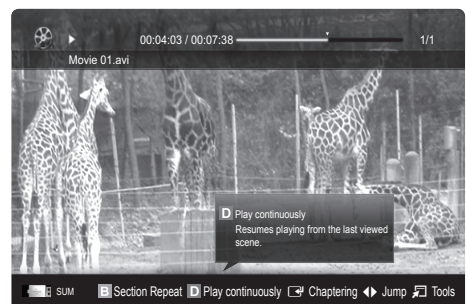 00:04:03 / 00:07:38 1/1
Movie 01.avi
D Play continuously
Resumes playing from the last viewed
scene.
SUM B Section Repeat D Play continuously Chaptering Jump Tools